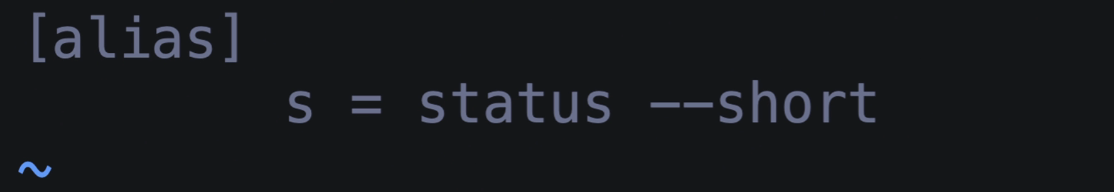 [alias]
        s = status --short
~